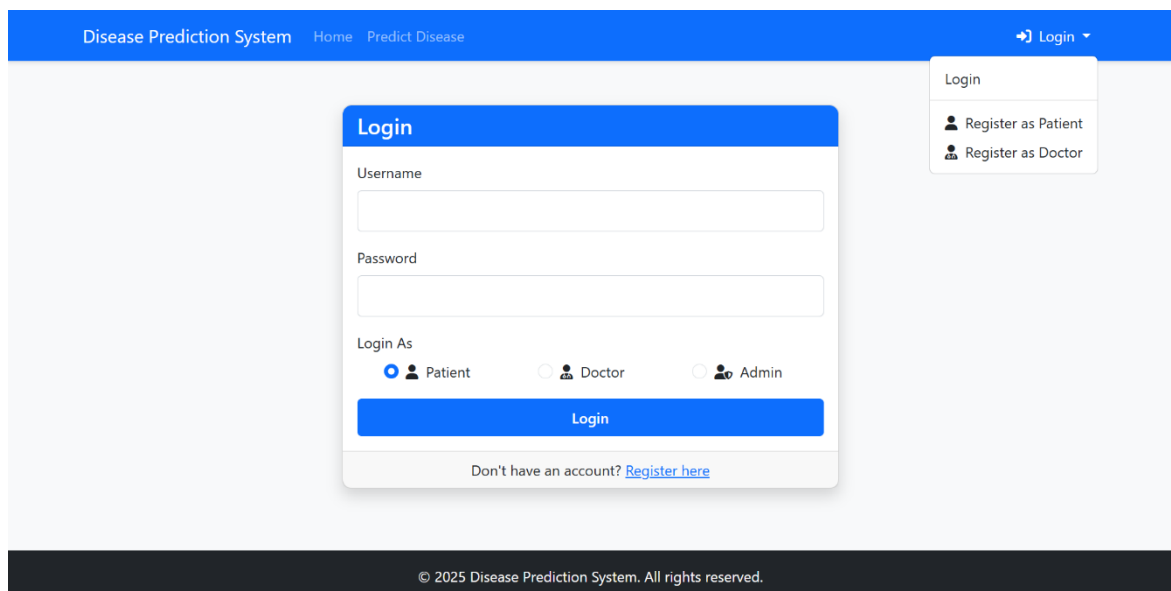 Disease Prediction System Home Predict Disease Login
Login
Register as Patient
Register as Doctor
Login
Username
Password
Login As
Patient Doctor Admin
Login
Don't have an account? Register here
© 2025 Disease Prediction System. All rights reserved.